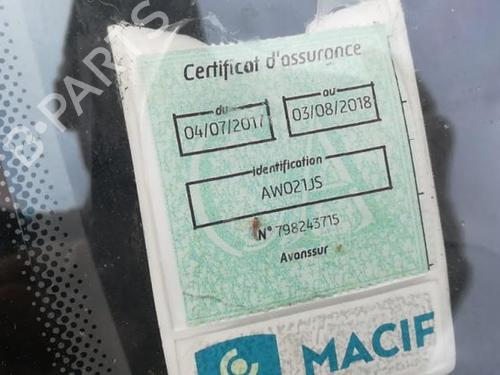 Certificat d'assurance
du
au
04/07/2017
03/08/2018
Identification
AW021JS
N° 798243715
Avanssur
MACIF
B-PARTS